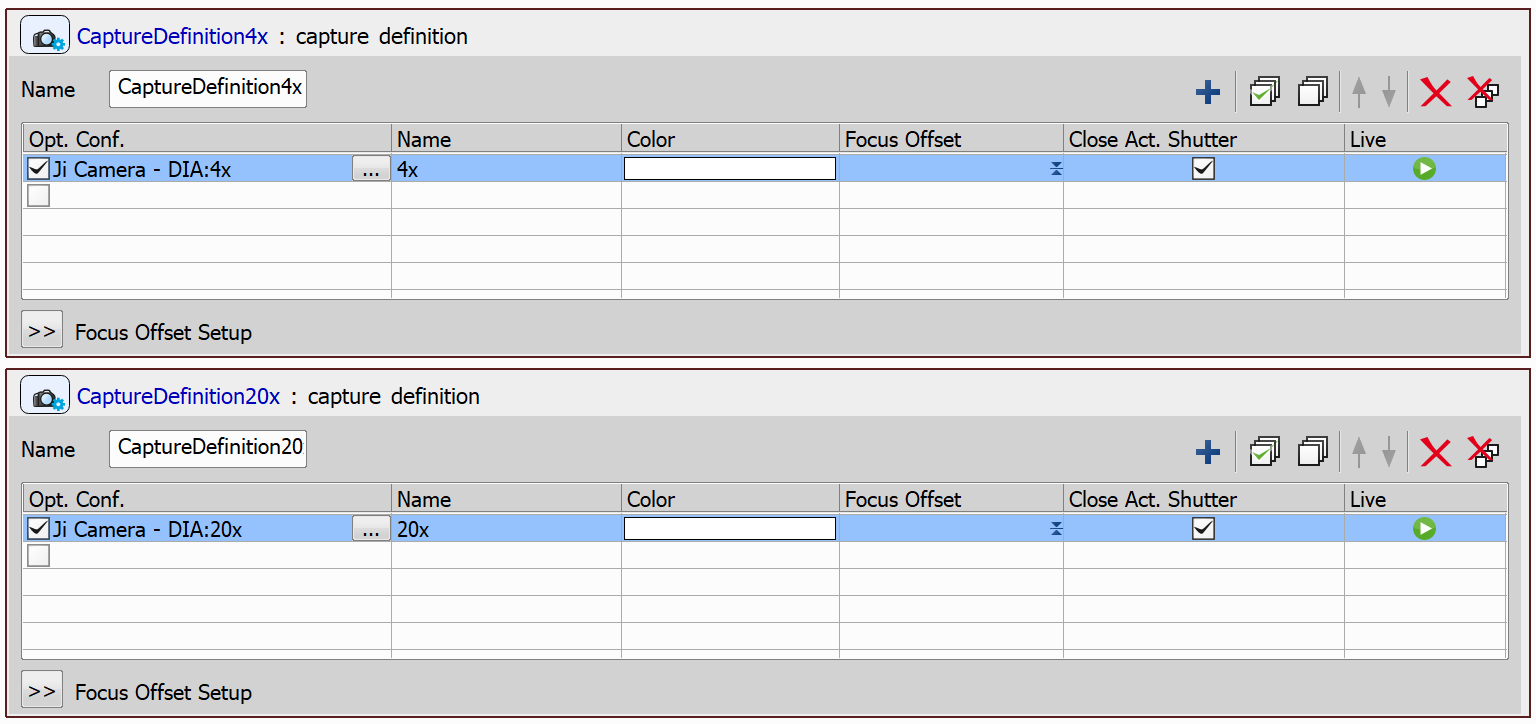 CaptureDefinition4x : capture definition
Name CaptureDefinition4x
Opt. Conf. Name Color Focus Offset Close Act. Shutter Live
Ji Camera - DIA:4x ... 4x
>> Focus Offset Setup
CaptureDefinition20x : capture definition
Name CaptureDefinition20
Opt. Conf. Name Color Focus Offset Close Act. Shutter Live
Ji Camera - DIA:20x ... 20x
>> Focus Offset Setup